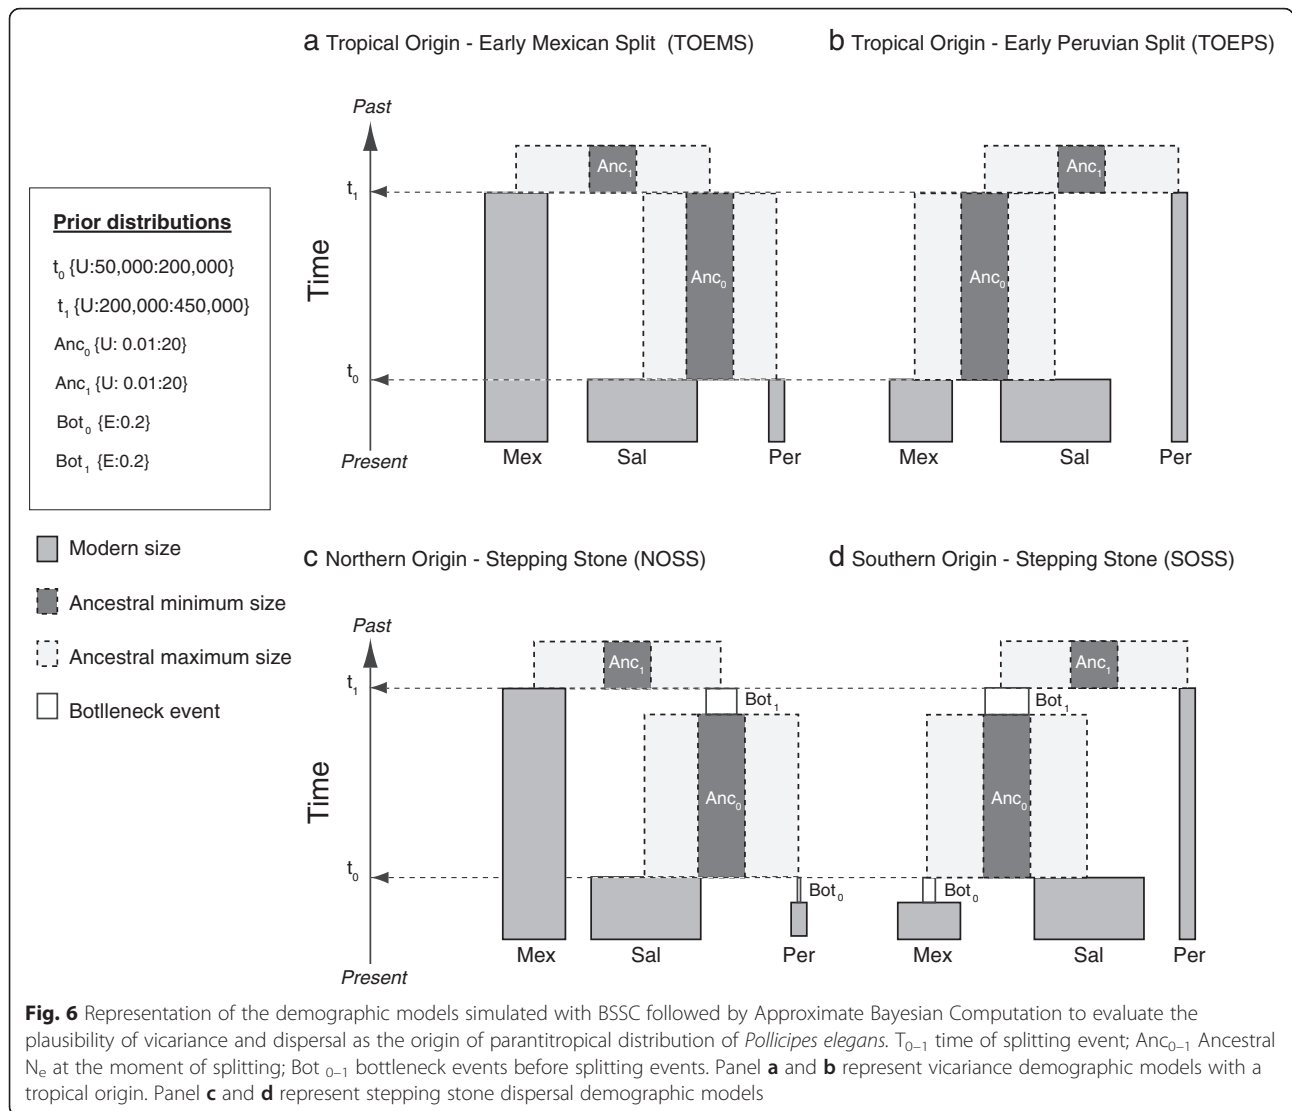 a Tropical Origin - Early Mexican Split (TOEMS)
b Tropical Origin - Early Peruvian Split (TOEPS)
Past
Anc1
Anc1
t1
Time
Anc0
Anc0
t0
Present
Mex Sal Per
Mex Sal Per
Prior distributions
t0 {U:50,000:200,000}
t1 {U:200,000:450,000}
Anc0 {U: 0.01:20}
Anc1 {U: 0.01:20}
Bot0 {E:0.2}
Bot1 {E:0.2}
Modern size
Ancestral minimum size
Ancestral maximum size
Botlleneck event
c Northern Origin - Stepping Stone (NOSS)
d Southern Origin - Stepping Stone (SOSS)
Past
Anc1
Anc1
t1
Bot1
Bot1
Time
Anc0
Anc0
t0
Bot0
Bot0
Mex Sal Per
Mex Sal Per
Present
Fig. 6 Representation of the demographic models simulated with BSSC followed by Approximate Bayesian Computation to evaluate the
plausibility of vicariance and dispersal as the origin of parantitropical distribution of Pollicipes elegans. T0–1 time of splitting event; Anc0–1 Ancestral
Ne at the moment of splitting; Bot 0–1 bottleneck events before splitting events. Panel a and b represent vicariance demographic models with a
tropical origin. Panel c and d represent stepping stone dispersal demographic models